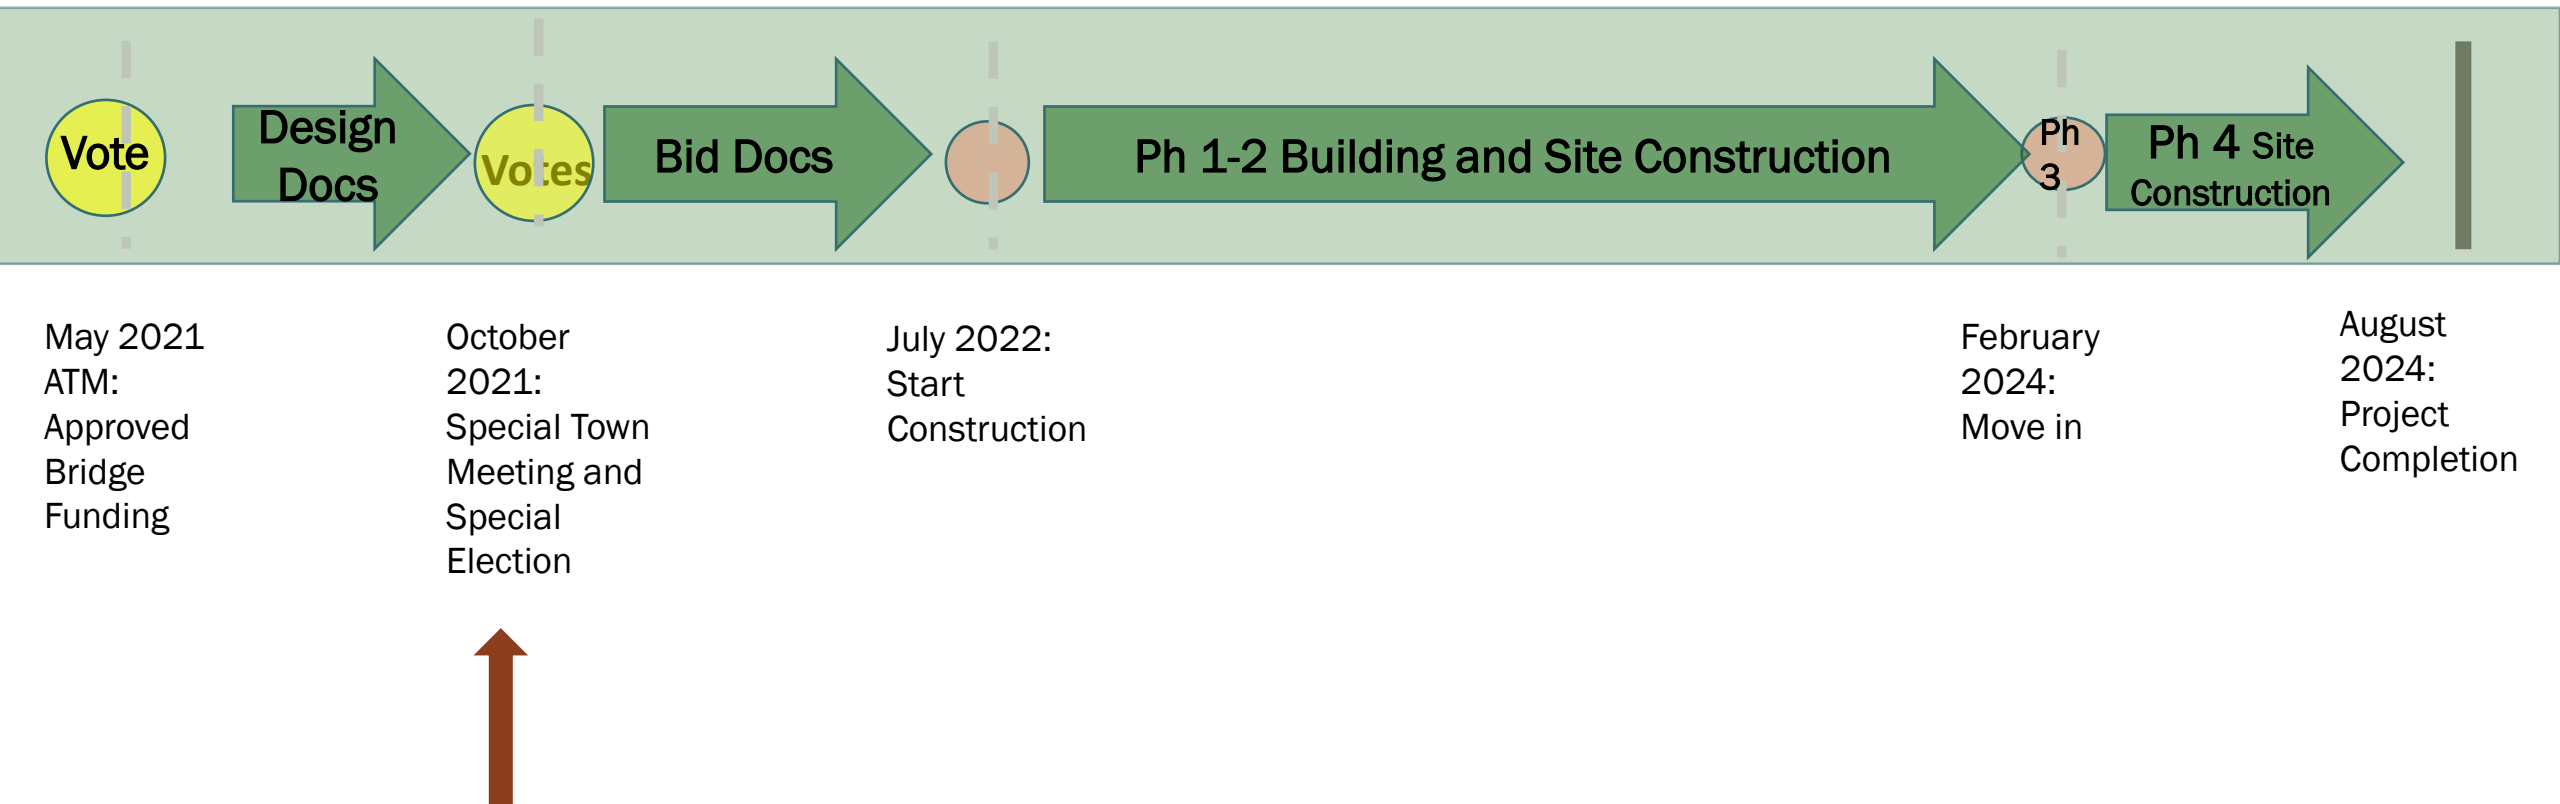 Vote
Design
Docs
Votes
Bid Docs
Ph 1-2 Building and Site Construction
Ph
3
Ph 4 Site
Construction
May 2021
ATM:
Approved
Bridge
Funding
October
2021:
Special Town
Meeting and
Special
Election
July 2022:
Start
Construction
February
2024:
Move in
August
2024:
Project
Completion